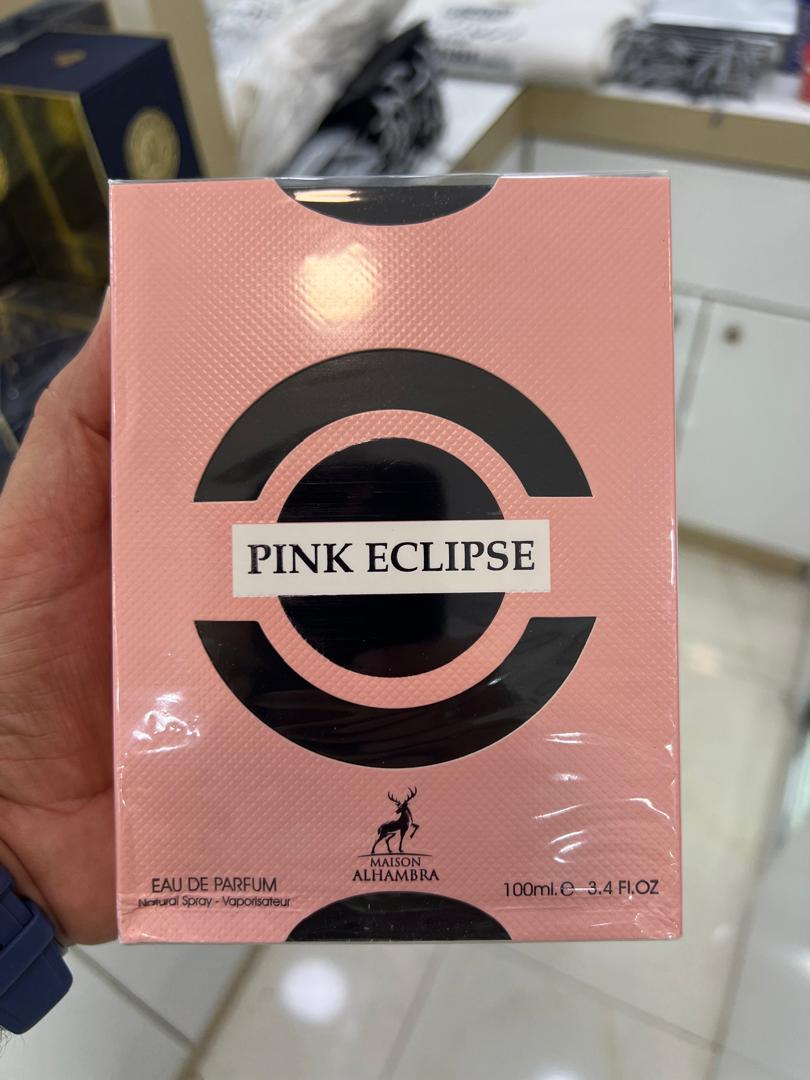 PINK ECLIPSE
MAISON
ALHAMBRA
EAU DE PARFUM
Natural Spray - Vaporisateur
100ml. ℮ 3.4 Fl.OZ